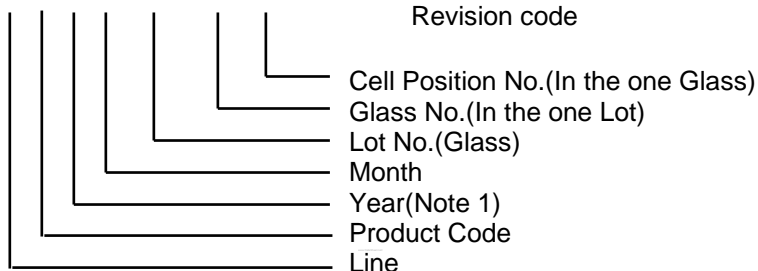 Revision code
Cell Position No.(In the one Glass)
Glass No.(In the one Lot)
Lot No.(Glass)
Month
Year(Note 1)
Product Code
Line